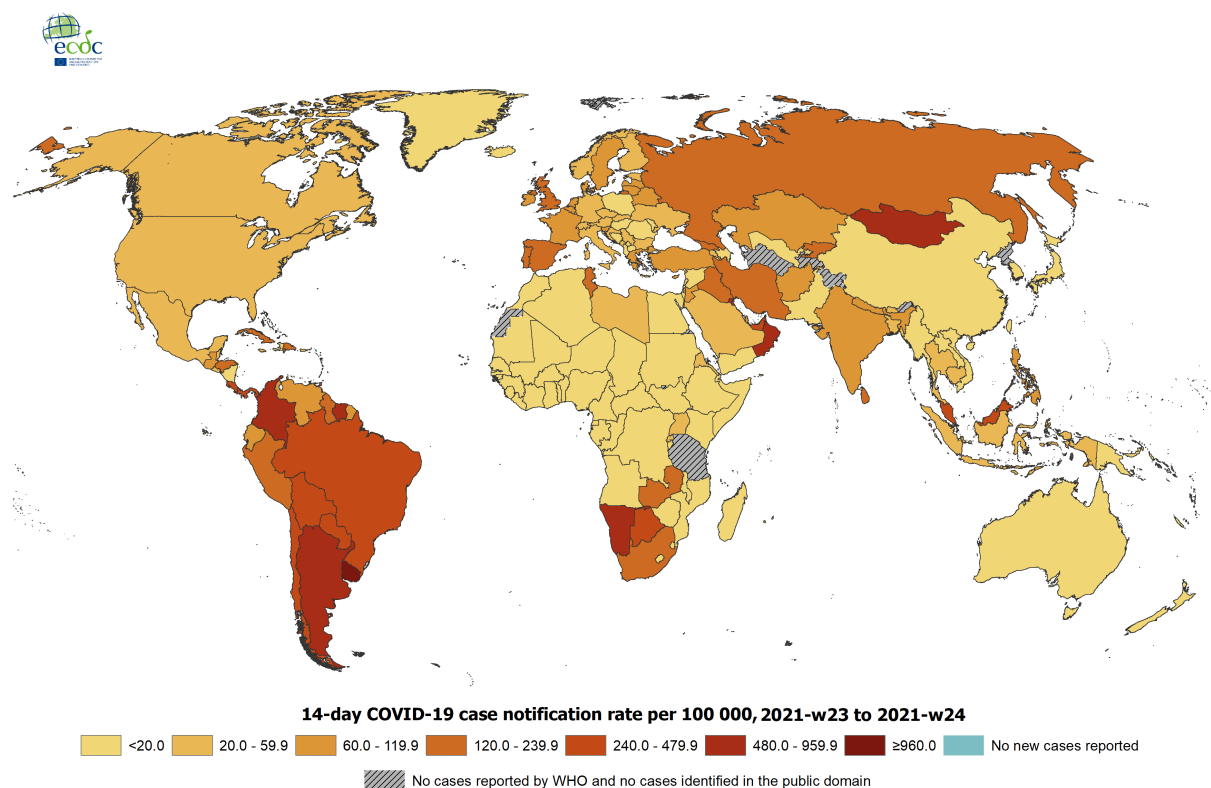 ecdc
14-day COVID-19 case notification rate per 100 000, 2021-w23 to 2021-w24
<20.0 20.0 - 59.9 60.0 - 119.9 120.0 - 239.9 240.0 - 479.9 480.0 - 959.9 ≥960.0 No new cases reported
No cases reported by WHO and no cases identified in the public domain